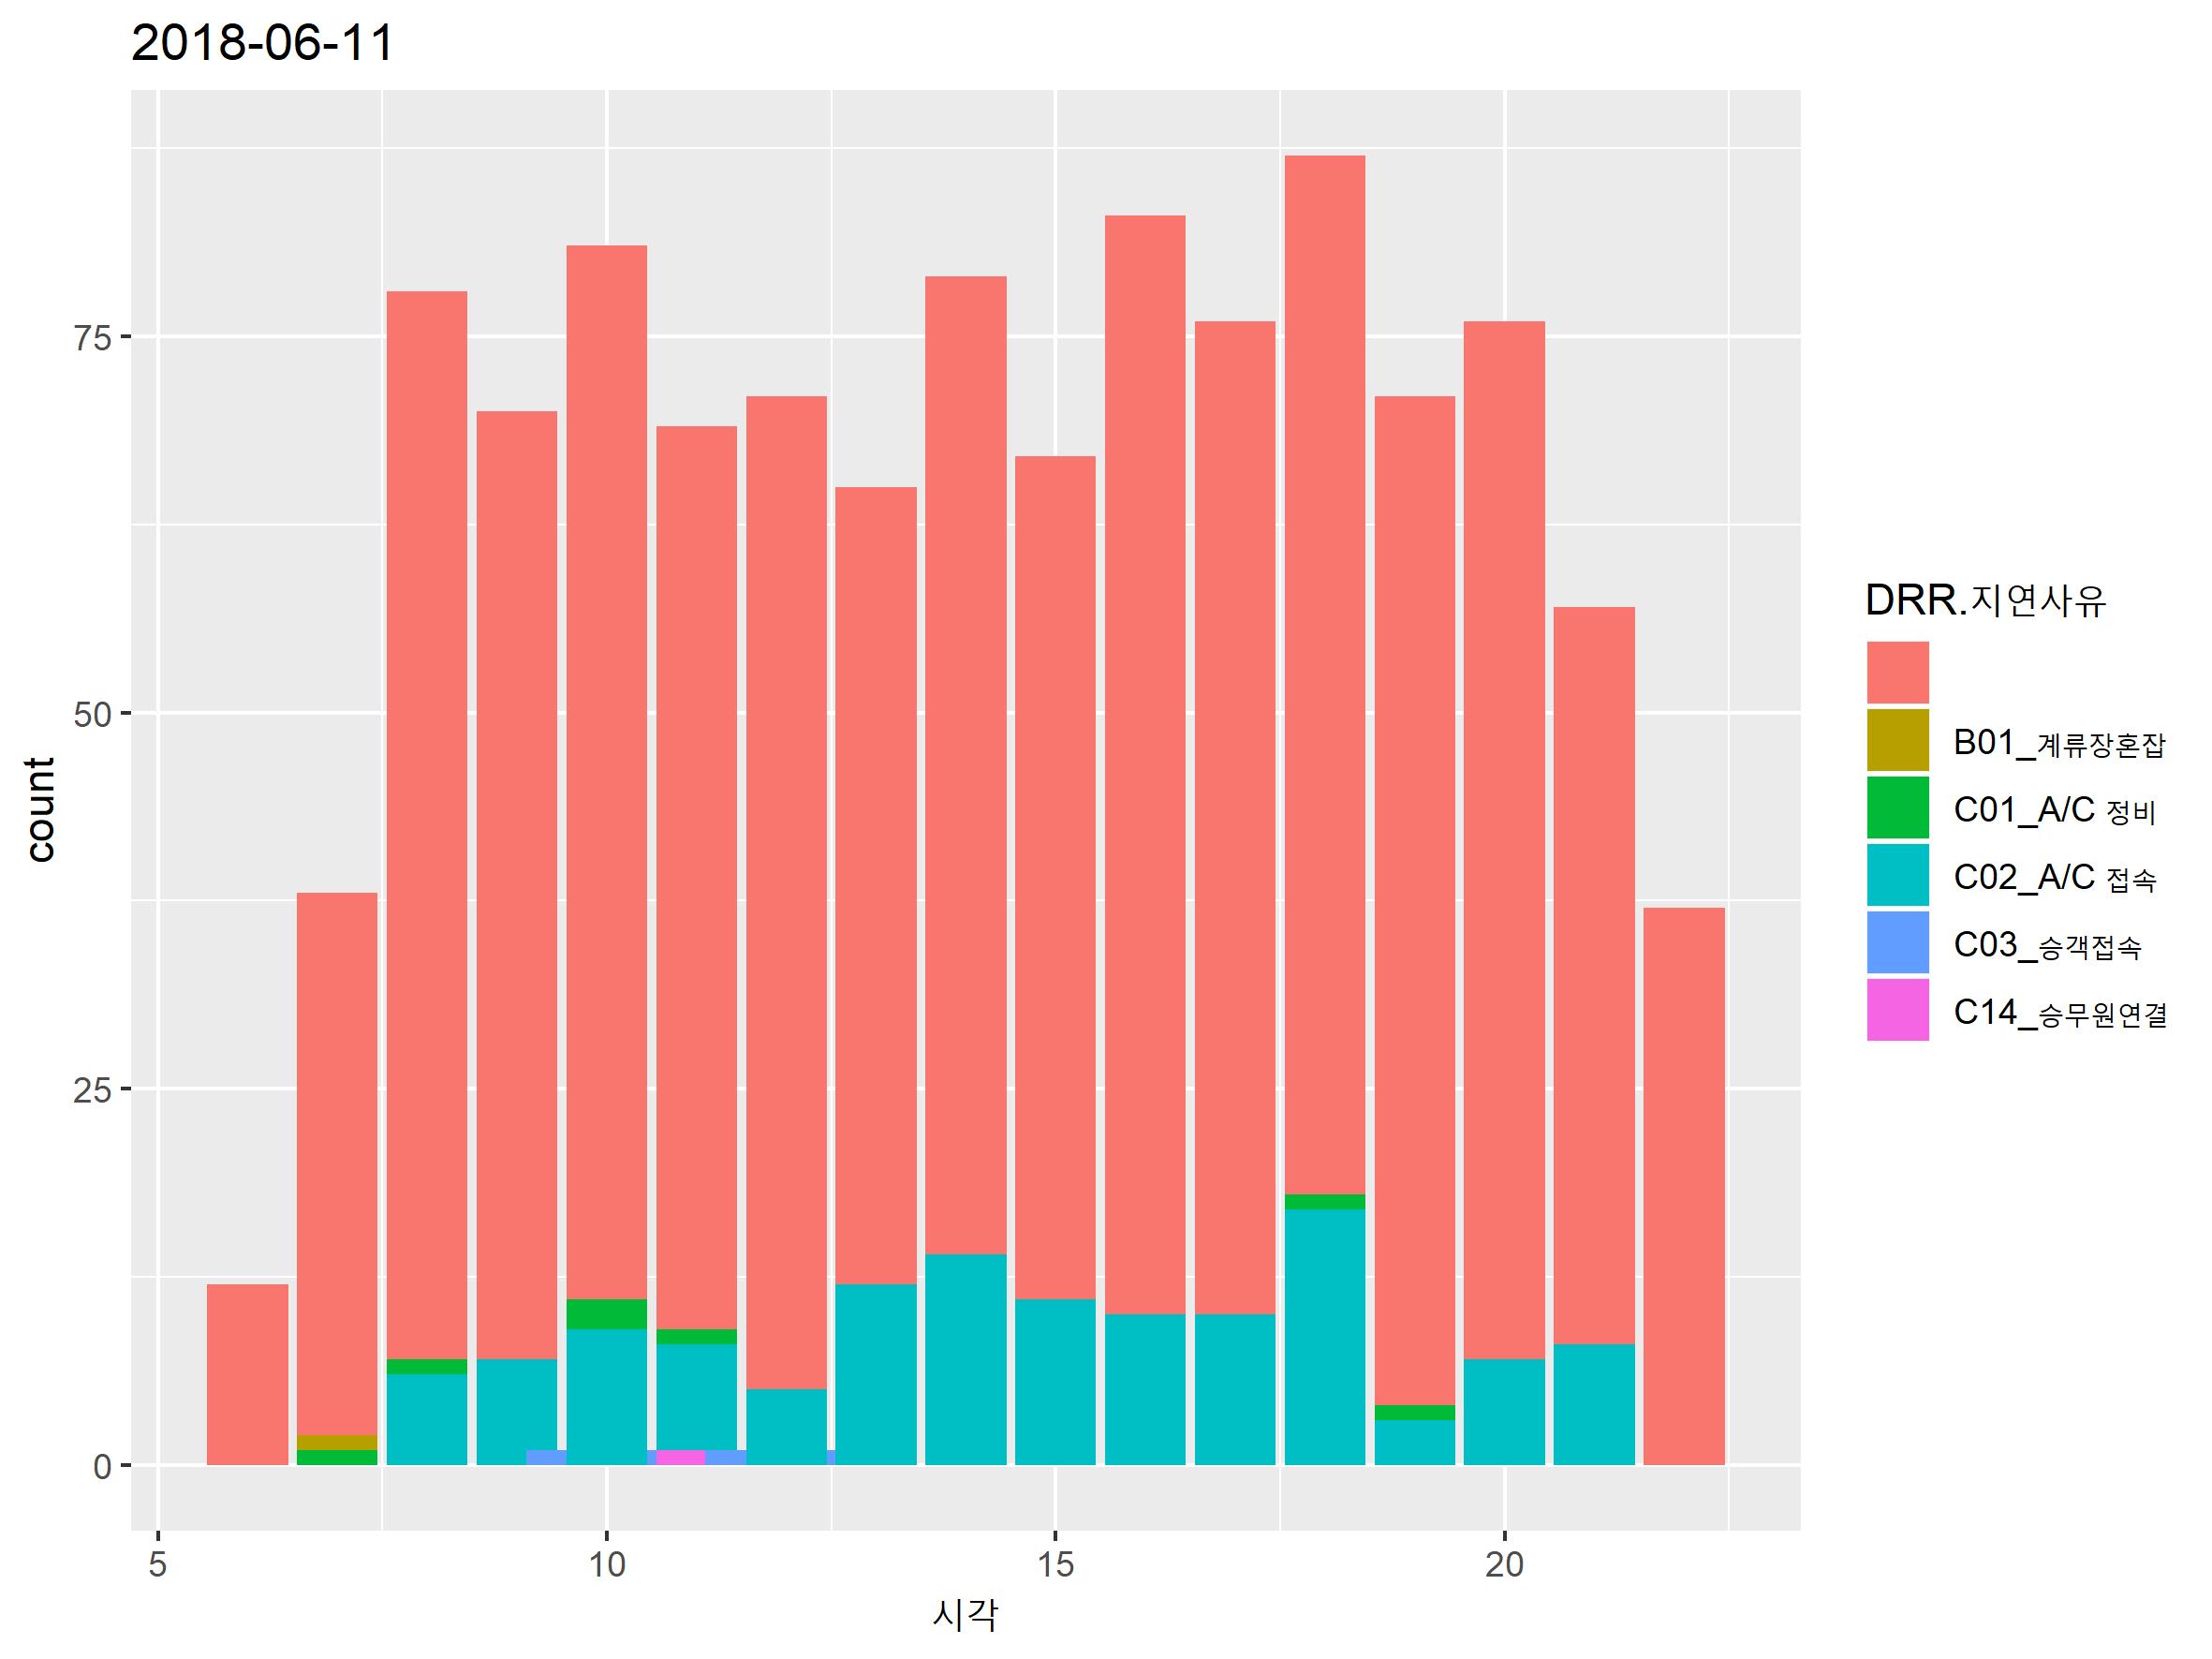 2018-06-11
count
75
50
25
0
5 10 15 20
시각
DRR.지연사유
B01_계류장혼잡
C01_A/C 정비
C02_A/C 접속
C03_승객접속
C14_승무원연결